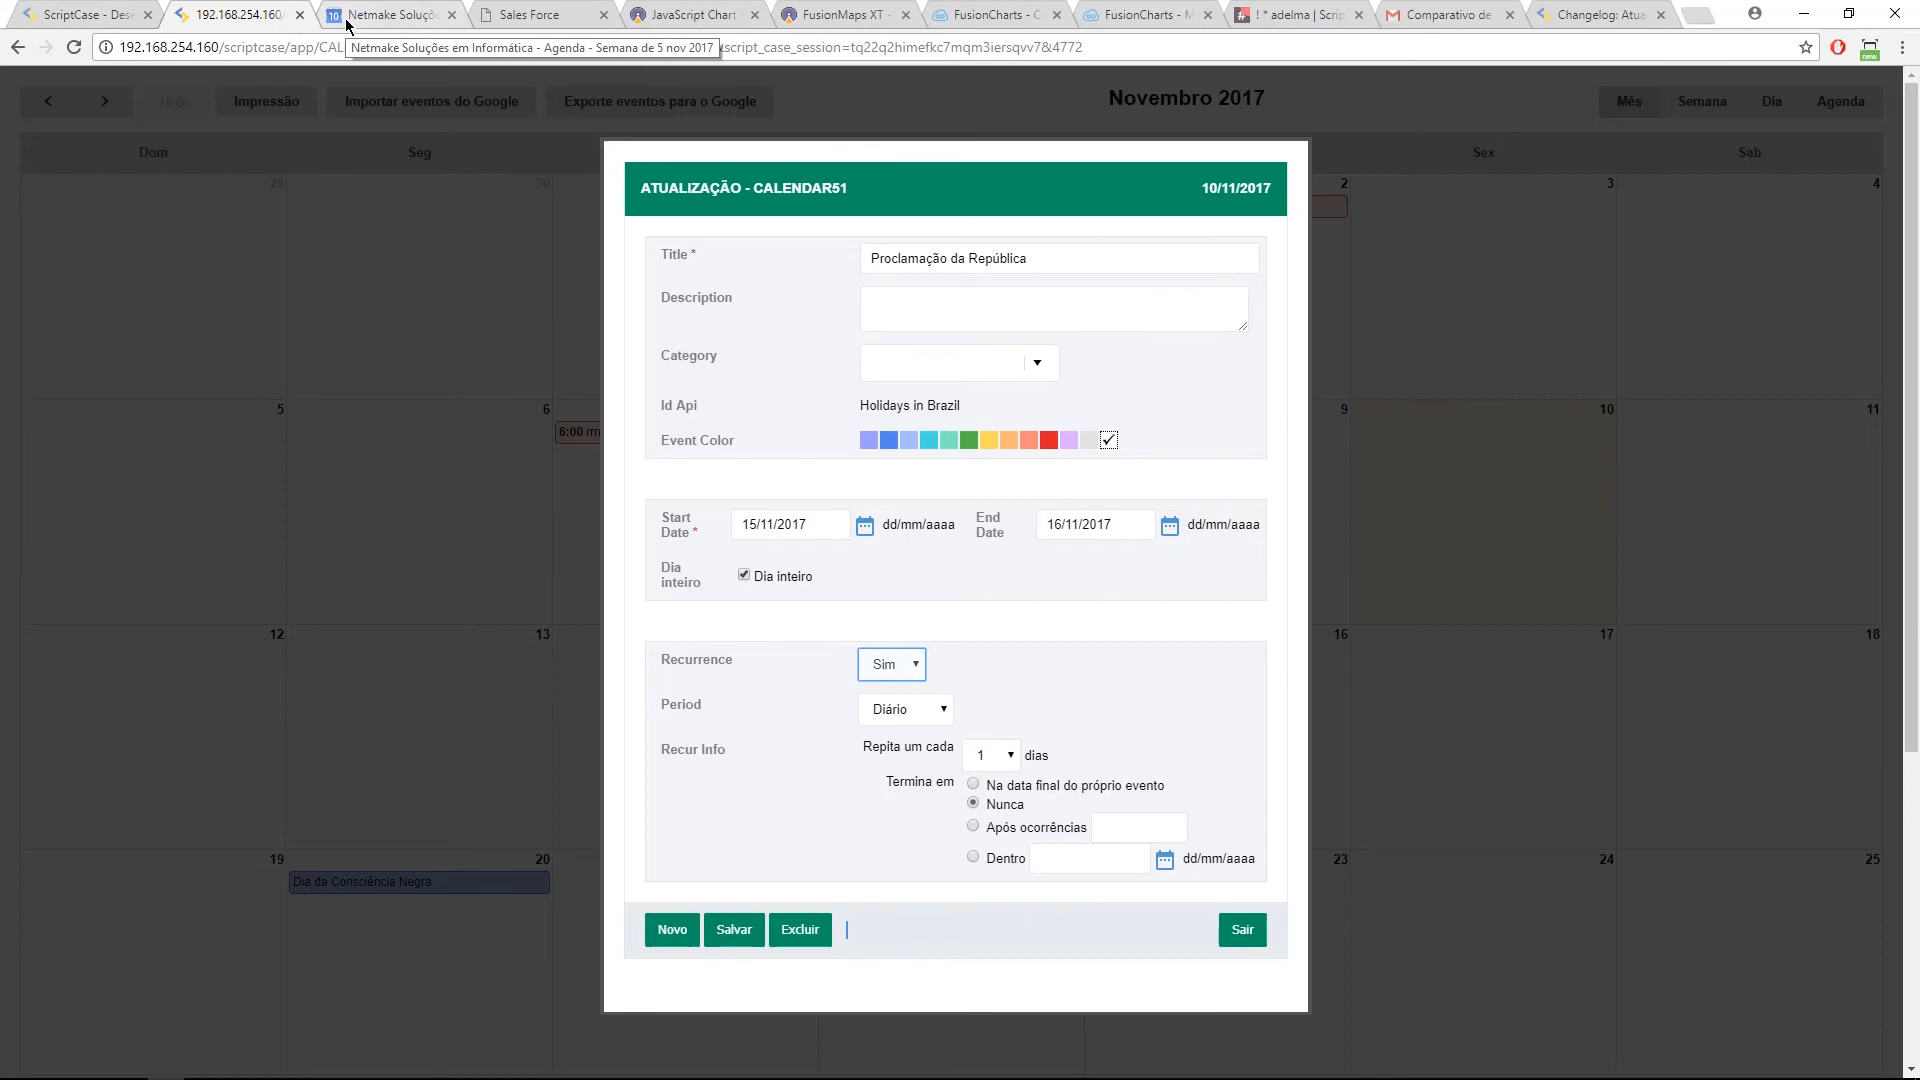 ScriptCase - Dese
192.168.254.160/
10 Netmake Soluçõ
Sales Force
JavaScript Chart
FusionMaps XT -
FusionCharts - C
FusionCharts - M
! * adelma | Scrip
Comparativo de
Changelog: Atua
192.168.254.160/scriptcase/app/CAL
Netmake Soluções em Informática - Agenda - Semana de 5 nov 2017
script_case_session=tq22q2himefkc7mqm3iersqvv7&4772
new
Hoje
Impressão
Importar eventos do Google
Exporte eventos para o Google
Novembro 2017
Mês
Semana
Dia
Agenda
Dom
Seg
Sex
Sab
29
30
2
3
4
5
6
9
10
11
6:00
12
13
16
17
18
19
20
23
24
25
Dia da Consciência Negra
ATUALIZAÇÃO - CALENDAR51
10/11/2017
Title *
Proclamação da República
Description
Category
Id Api
Holidays in Brazil
Event Color
Start
Date *
15/11/2017
dd/mm/aaaa
End
Date
16/11/2017
dd/mm/aaaa
Dia
inteiro
Dia inteiro
Recurrence
Sim
Period
Diário
Recur Info
Repita um cada
1
dias
Termina em
Na data final do próprio evento
Nunca
Após ocorrências
Dentro
dd/mm/aaaa
Novo
Salvar
Excluir
Sair